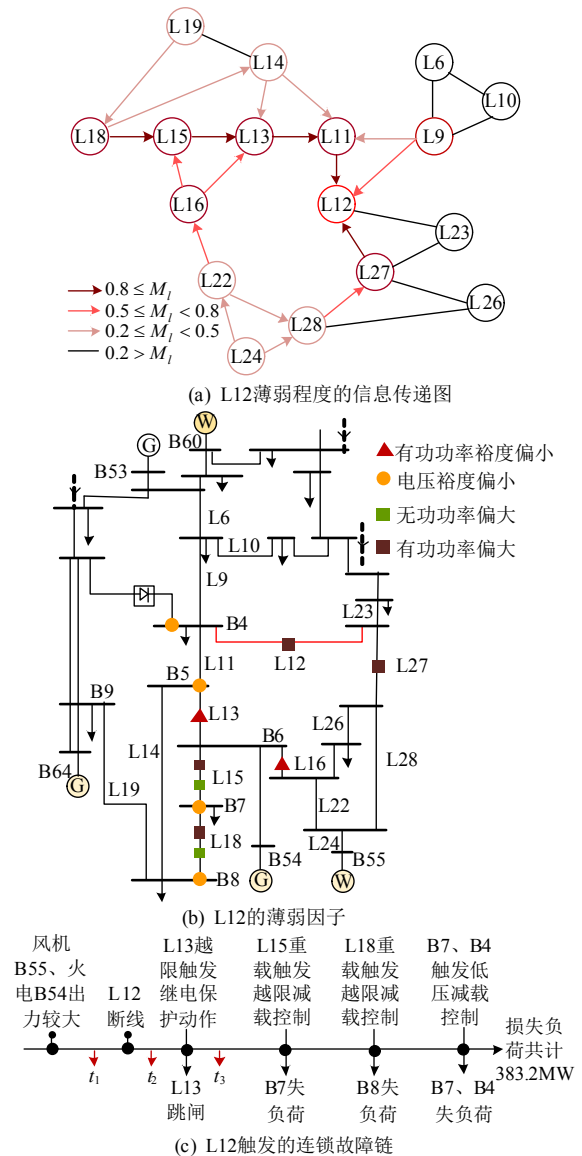 L19
L14
L6
L10
L18
L15
L13
L11
L9
L16
L12
L23
L22
L27
L26
L28
L24
0.8 ≤ M_l
0.5 ≤ M_l < 0.8
0.2 ≤ M_l < 0.5
0.2 > M_l
(a) L12薄弱程度的信息传递图
W
B60
G
B53
有功功率裕度偏小
电压裕度偏小
无功功率偏大
有功功率偏大
L6
L10
L9
L23
B4
L12
L27
L11
B5
B9
L13
B6
L26
L14
L16
L28
B64
G
L19
L15
B7
L22
L18
L24
B54
B55
B8
G
W
(b) L12的薄弱因子
风机
B55、火
电B54出
力较大
L12
断线
L13越
限触发
继电保
护动作
L15重
载触发
越限减
载控制
L18重
载触发
越限减
载控制
B7、B4
触发低
压减载
控制
损失负
荷共计
383.2MW
t1
t2
t3
L13
跳闸
B7失
负荷
B8失
负荷
B7、B4
失负荷
(c) L12触发的连锁故障链